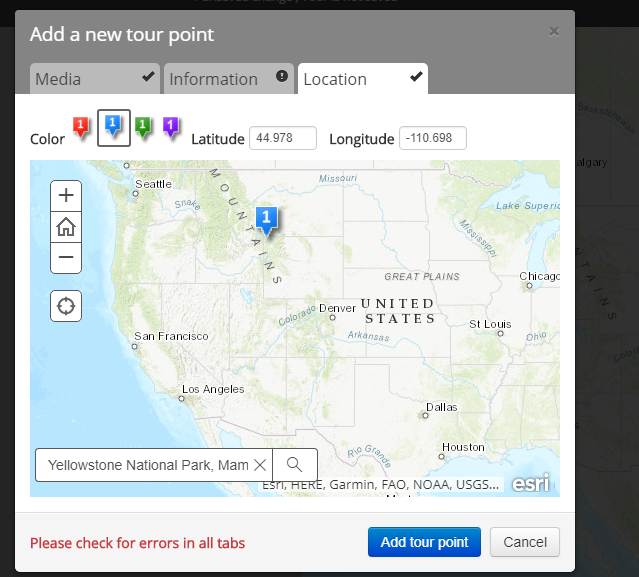 Add a new tour point ×
Media Information Location
Color 1 1 1 1 Latitude 44.978 Longitude -110.698
Seattle
Missouri
Snake
MOUNTAINS
1
Lake Superio
Mississippi
GREAT PLAINS
Chicago
Denver
UNITED
STATES
Colorado
San Francisco
Arkansas
St Louis
Ohio
Los Angeles
Dallas
Rio Grande
Houston
Yellowstone National Park, Mam
Esri, HERE, Garmin, FAO, NOAA, USGS...
esri
Please check for errors in all tabs
Add tour point Cancel